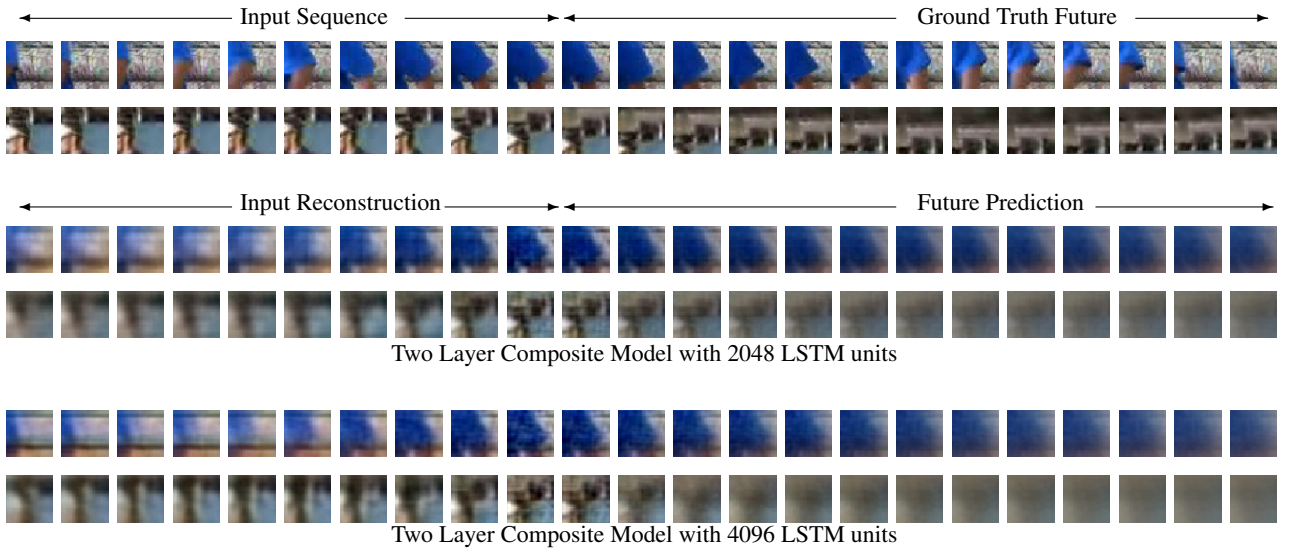 Input Sequence Ground Truth Future
Input Reconstruction Future Prediction
Two Layer Composite Model with 2048 LSTM units
Two Layer Composite Model with 4096 LSTM units